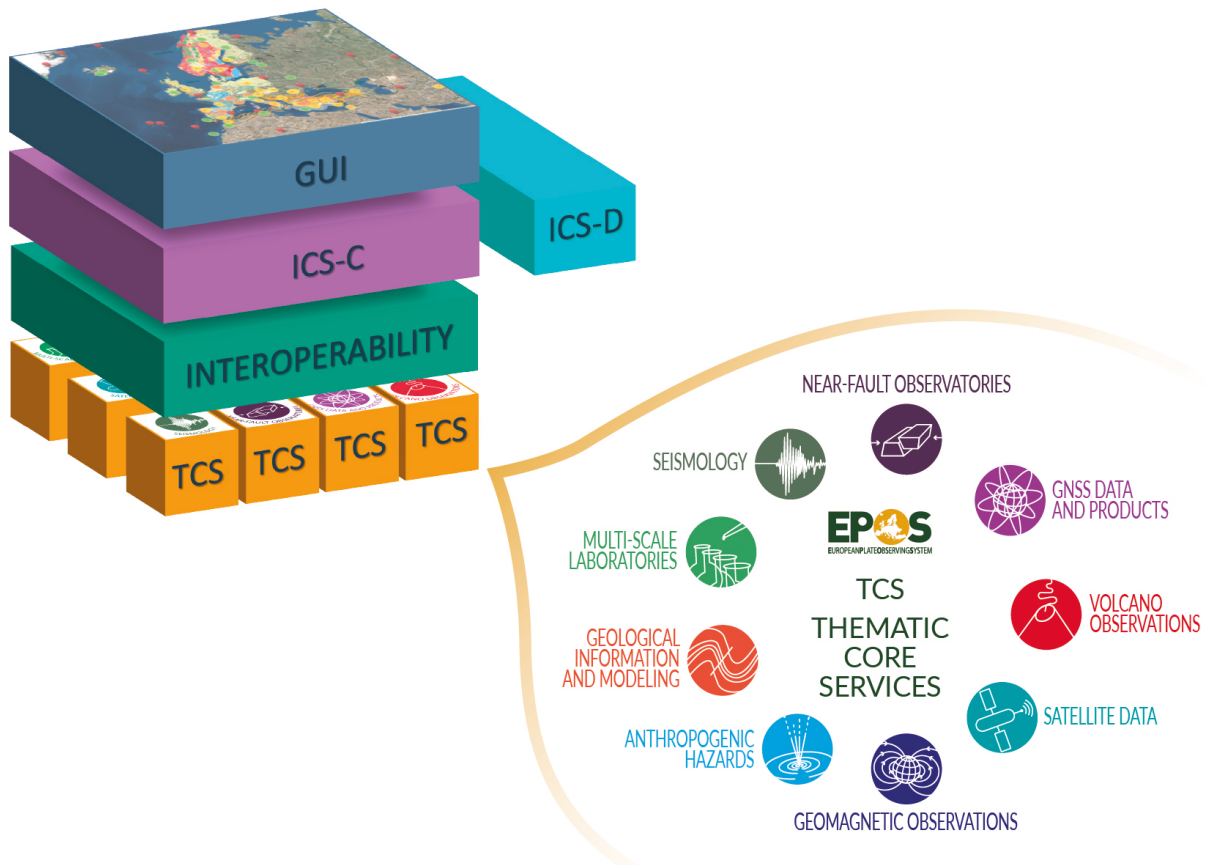 GUI
ICS-D
ICS-C
INTEROPERABILITY
TCS
TCS
TCS
TCS
NEAR-FAULT OBSERVATORIES
SEISMOLOGY
GNSS DATA
AND PRODUCTS
MULTI-SCALE
LABORATORIES
EPOS
EUROPEANPLATEOBSERVINGSYSTEM
TCS
THEMATIC
CORE
SERVICES
VOLCANO
OBSERVATIONS
GEOLOGICAL
INFORMATION
AND MODELING
SATELLITE DATA
ANTHROPOGENIC
HAZARDS
GEOMAGNETIC OBSERVATIONS